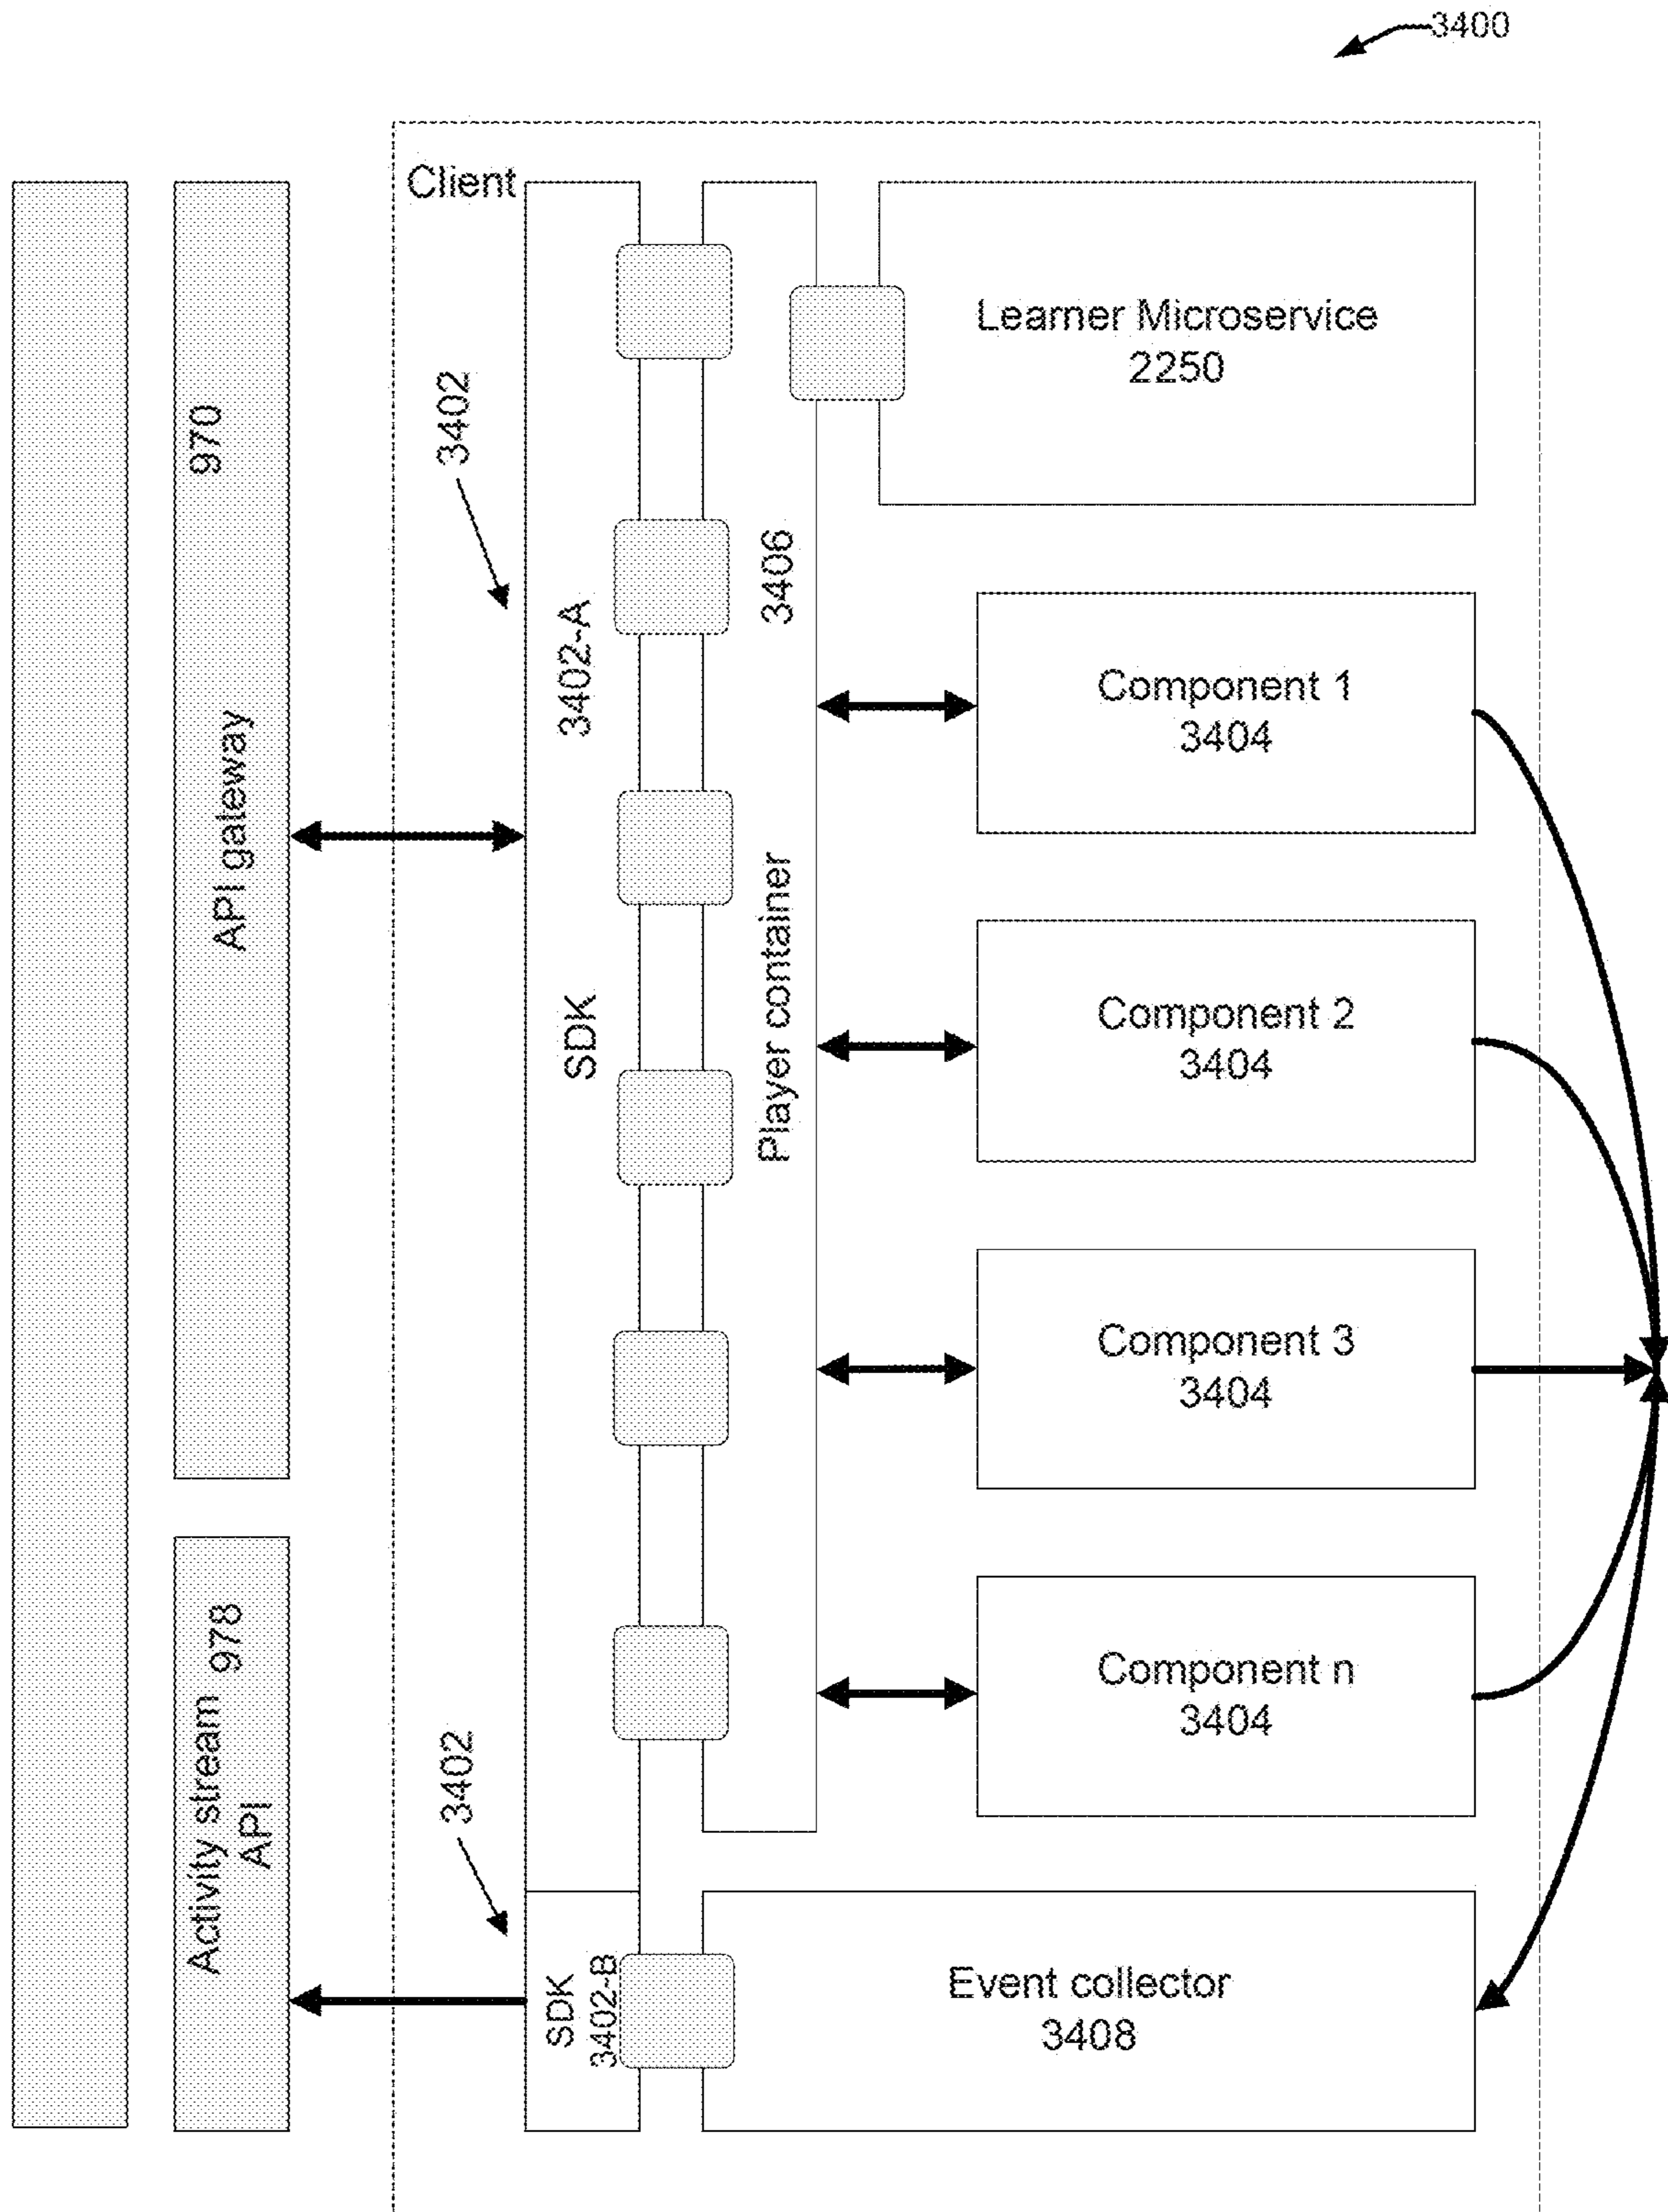 3400
Client
970
API gateway
3402
3402-A
SDK
3406
Player container
Learner Microservice
2250
Component 1
3404
Component 2
3404
Component 3
3404
Component n
3404
Activity stream 978
API
3402
SDK
3402-B
Event collector
3408